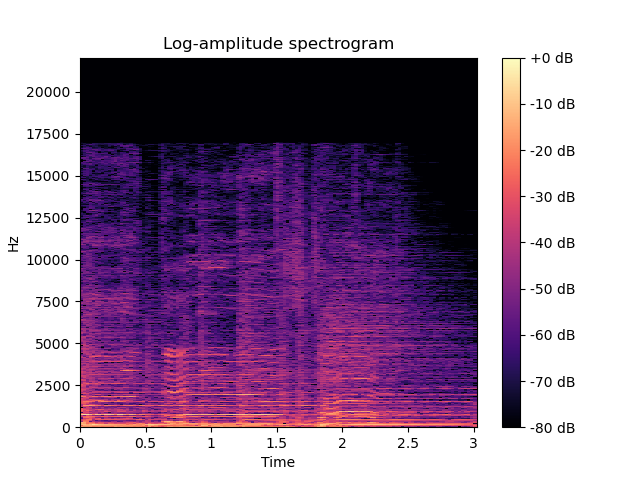 Log-amplitude spectrogram
Hz
20000
17500
15000
12500
10000
7500
5000
2500
0
0 0.5 1 1.5 2 2.5 3
Time
+0 dB
-10 dB
-20 dB
-30 dB
-40 dB
-50 dB
-60 dB
-70 dB
-80 dB